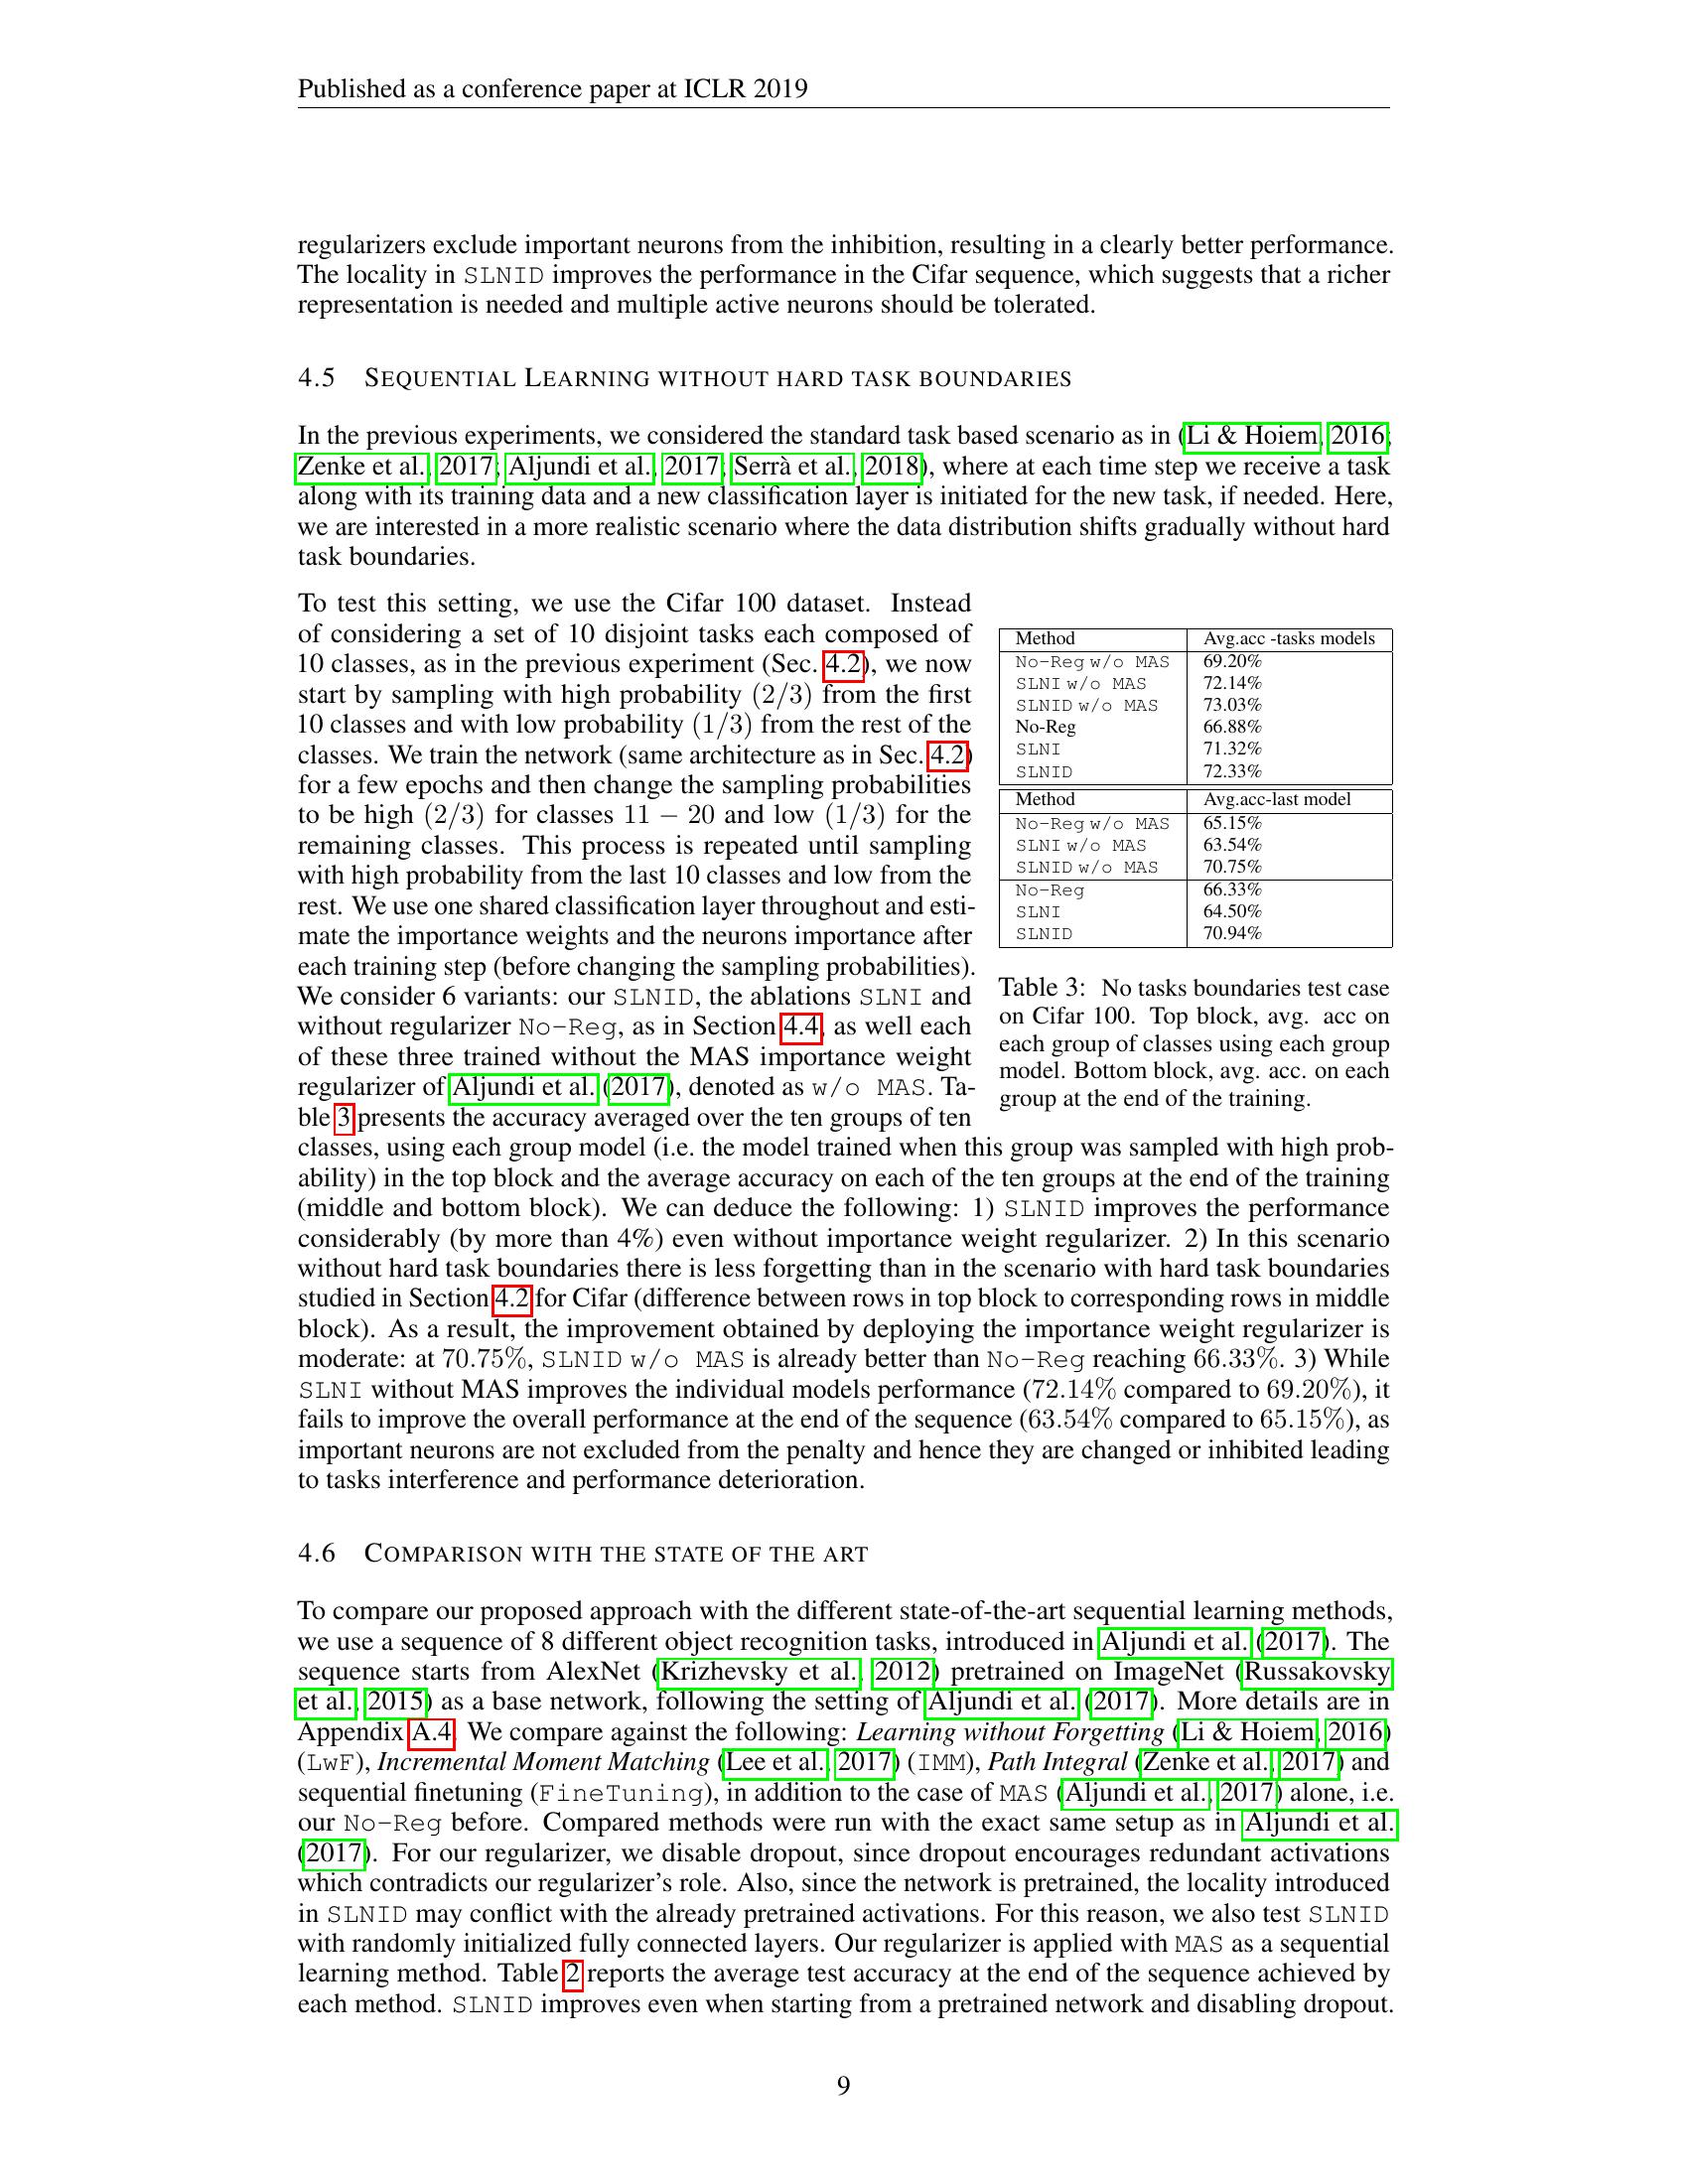 Published as a conference paper at ICLR 2019
regularizers exclude important neurons from the inhibition, resulting in a clearly better performance.
The locality in SLNID improves the performance in the Cifar sequence, which suggests that a richer
representation is needed and multiple active neurons should be tolerated.
4.5 SEQUENTIAL LEARNING WITHOUT HARD TASK BOUNDARIES
In the previous experiments, we considered the standard task based scenario as in (Li & Hoiem, 2016;
Zenke et al., 2017; Aljundi et al., 2017; Serrà et al., 2018), where at each time step we receive a task
along with its training data and a new classification layer is initiated for the new task, if needed. Here,
we are interested in a more realistic scenario where the data distribution shifts gradually without hard
task boundaries.
To test this setting, we use the Cifar 100 dataset. Instead
of considering a set of 10 disjoint tasks each composed of
10 classes, as in the previous experiment (Sec. 4.2), we now
start by sampling with high probability (2/3) from the first
10 classes and with low probability (1/3) from the rest of the
classes. We train the network (same architecture as in Sec. 4.2)
for a few epochs and then change the sampling probabilities
to be high (2/3) for classes 11 − 20 and low (1/3) for the
remaining classes. This process is repeated until sampling
with high probability from the last 10 classes and low from the
rest. We use one shared classification layer throughout and esti-
mate the importance weights and the neurons importance after
each training step (before changing the sampling probabilities).
We consider 6 variants: our SLNID, the ablations SLNI and
without regularizer No-Reg, as in Section 4.4, as well each
of these three trained without the MAS importance weight
regularizer of Aljundi et al. (2017), denoted as w/o MAS. Ta-
ble 3 presents the accuracy averaged over the ten groups of ten
Method Avg.acc -tasks models
No-Reg w/o MAS 69.20%
SLNI w/o MAS 72.14%
SLNID w/o MAS 73.03%
No-Reg 66.88%
SLNI 71.32%
SLNID 72.33%
Method Avg.acc-last model
No-Reg w/o MAS 65.15%
SLNI w/o MAS 63.54%
SLNID w/o MAS 70.75%
No-Reg 66.33%
SLNI 64.50%
SLNID 70.94%
Table 3: No tasks boundaries test case
on Cifar 100. Top block, avg. acc on
each group of classes using each group
model. Bottom block, avg. acc. on each
group at the end of the training.
classes, using each group model (i.e. the model trained when this group was sampled with high prob-
ability) in the top block and the average accuracy on each of the ten groups at the end of the training
(middle and bottom block). We can deduce the following: 1) SLNID improves the performance
considerably (by more than 4%) even without importance weight regularizer. 2) In this scenario
without hard task boundaries there is less forgetting than in the scenario with hard task boundaries
studied in Section 4.2 for Cifar (difference between rows in top block to corresponding rows in middle
block). As a result, the improvement obtained by deploying the importance weight regularizer is
moderate: at 70.75%, SLNID w/o MAS is already better than No-Reg reaching 66.33%. 3) While
SLNI without MAS improves the individual models performance (72.14% compared to 69.20%), it
fails to improve the overall performance at the end of the sequence (63.54% compared to 65.15%), as
important neurons are not excluded from the penalty and hence they are changed or inhibited leading
to tasks interference and performance deterioration.
4.6 COMPARISON WITH THE STATE OF THE ART
To compare our proposed approach with the different state-of-the-art sequential learning methods,
we use a sequence of 8 different object recognition tasks, introduced in Aljundi et al. (2017). The
sequence starts from AlexNet (Krizhevsky et al., 2012) pretrained on ImageNet (Russakovsky
et al., 2015) as a base network, following the setting of Aljundi et al. (2017). More details are in
Appendix A.4. We compare against the following: Learning without Forgetting (Li & Hoiem, 2016)
(LwF), Incremental Moment Matching (Lee et al., 2017) (IMM), Path Integral (Zenke et al., 2017) and
sequential finetuning (FineTuning), in addition to the case of MAS (Aljundi et al., 2017) alone, i.e.
our No-Reg before. Compared methods were run with the exact same setup as in Aljundi et al.
(2017). For our regularizer, we disable dropout, since dropout encourages redundant activations
which contradicts our regularizer's role. Also, since the network is pretrained, the locality introduced
in SLNID may conflict with the already pretrained activations. For this reason, we also test SLNID
with randomly initialized fully connected layers. Our regularizer is applied with MAS as a sequential
learning method. Table 2 reports the average test accuracy at the end of the sequence achieved by
each method. SLNID improves even when starting from a pretrained network and disabling dropout.
9